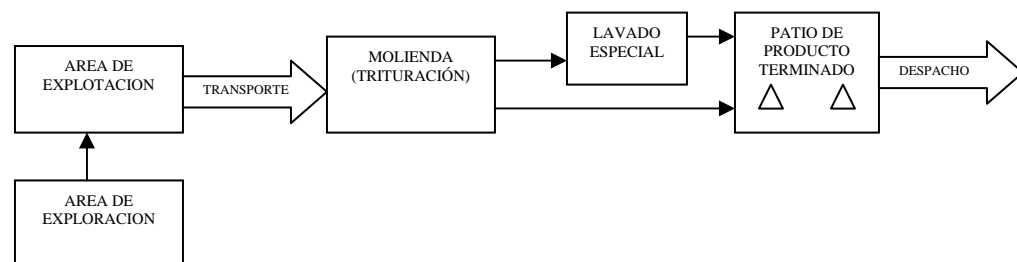 AREA DE
EXPLOTACION
TRANSPORTE
MOLIENDA
(TRITURACIÓN)
LAVADO
ESPECIAL
PATIO DE
PRODUCTO
TERMINADO
DESPACHO
AREA DE
EXPLORACION